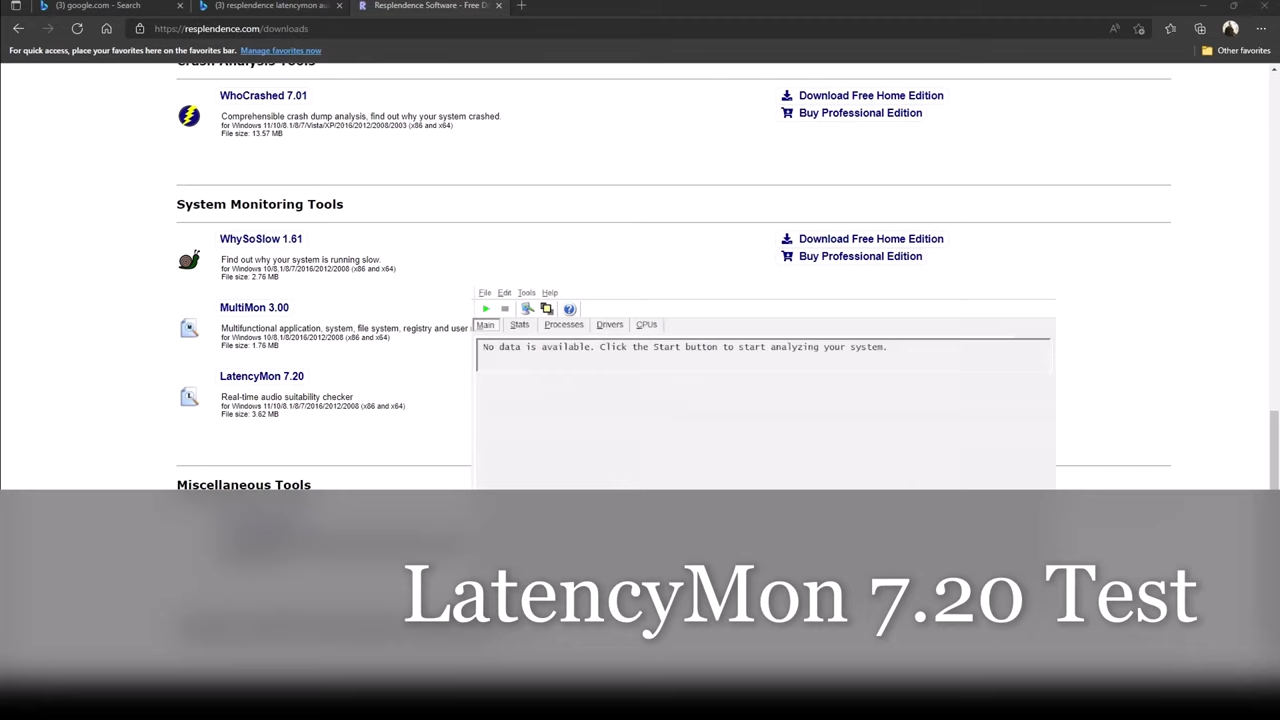 (3) google.com - Search
(3) resplendence latencymon au
Resplendence Software - Free D
https://resplendence.com/downloads
For quick access, place your favorites here on the favorites bar. Manage favorites now
Other favorites
Crash Analysis Tools
WhoCrashed 7.01
Comprehensible crash dump analysis, find out why your system crashed.
for Windows 11/10/8.1/8/7/Vista/XP/2016/2012/2008/2003 (x86 and x64)
File size: 13.57 MB
Download Free Home Edition
Buy Professional Edition
System Monitoring Tools
WhySoSlow 1.61
Find out why your system is running slow.
for Windows 10/8.1/8/7/2016/2012/2008 (x86 and x64)
File size: 2.76 MB
Download Free Home Edition
Buy Professional Edition
MultiMon 3.00
Multifunctional application, system, file system, registry and user
for Windows 10/8.1/8/7/2016/2012/2008 (x86 and x64)
File size: 1.76 MB
LatencyMon 7.20
Real-time audio suitability checker
for Windows 11/10/8.1/8/7/2016/2012/2008 (x86 and x64)
File size: 3.62 MB
File Edit Tools Help
Main Stats Processes Drivers CPUs
No data is available. Click the Start button to start analyzing your system.
Miscellaneous Tools
LatencyMon 7.20 Test